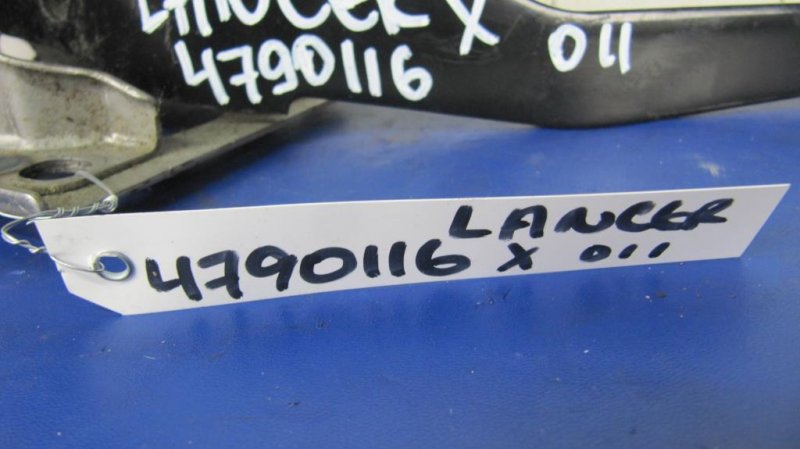 LANCER X 011
4790116
LANCER
4790116 X 011